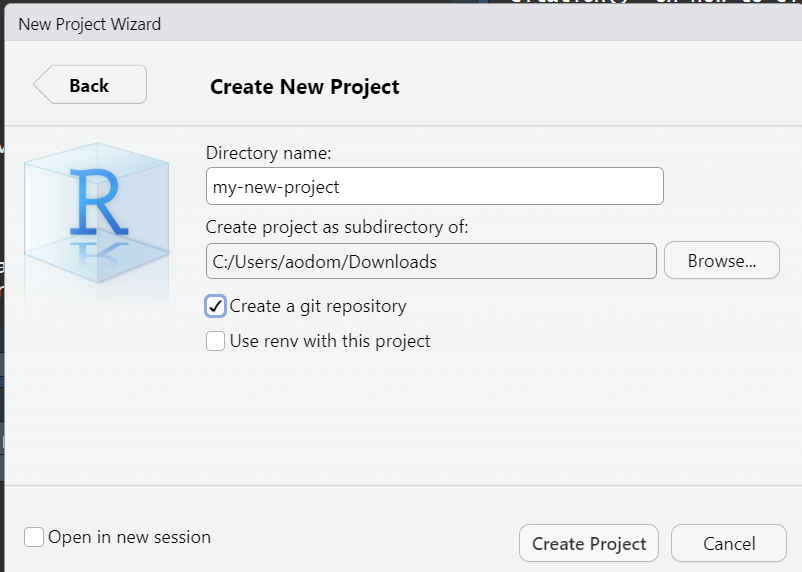 New Project Wizard
Back
Create New Project
R
Directory name:
my-new-project
Create project as subdirectory of:
C:/Users/aodom/Downloads
Browse...
Create a git repository
Use renv with this project
Open in new session
Create Project
Cancel